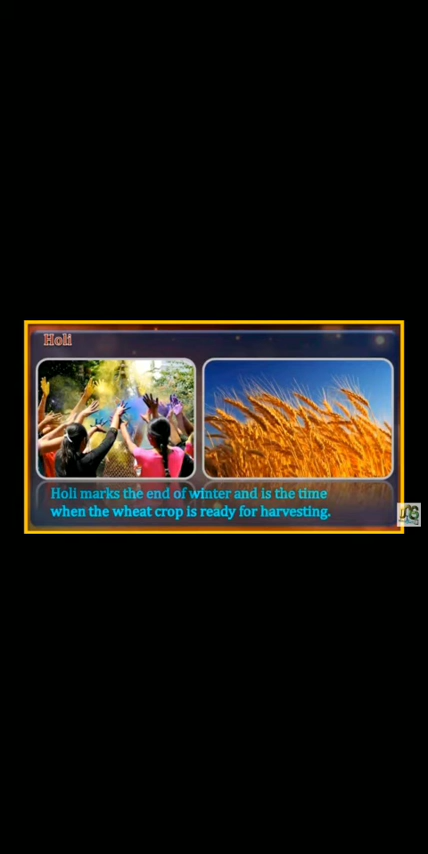 Holi
Holi marks the end of winter and is the time
when the wheat crop is ready for harvesting.